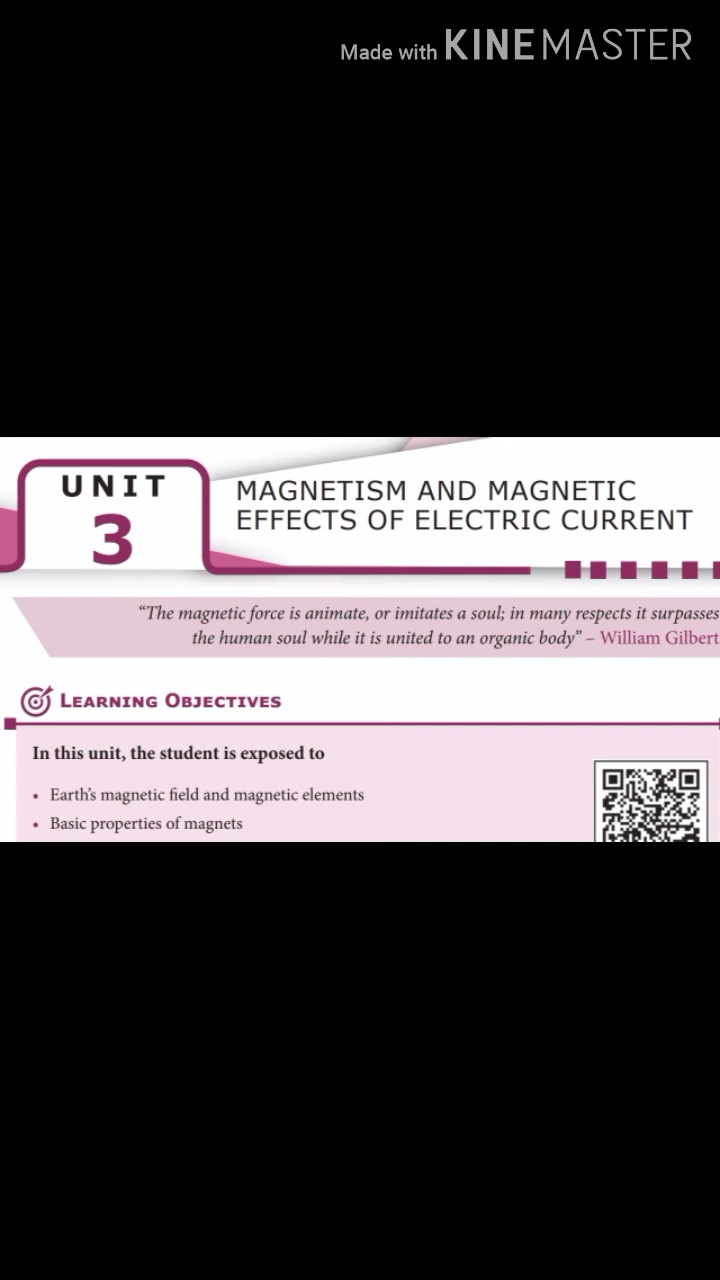 Made with KINEMASTER
UNIT
3
MAGNETISM AND MAGNETIC
EFFECTS OF ELECTRIC CURRENT
“The magnetic force is animate, or imitates a soul; in many respects it surpasses
the human soul while it is united to an organic body” – William Gilbert
LEARNING OBJECTIVES
In this unit, the student is exposed to
• Earth’s magnetic field and magnetic elements
• Basic properties of magnets